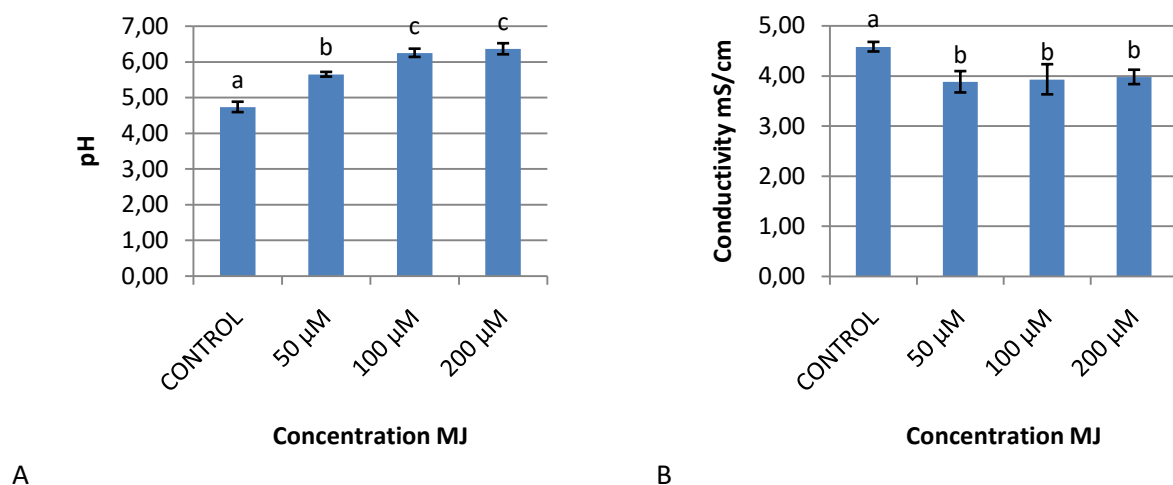 7,00
6,00
5,00
4,00
3,00
2,00
1,00
0,00
pH
a
b
c
c
CONTROL
50 µM
100 µM
200 µM
Concentration MJ
A
5,00
4,00
3,00
2,00
1,00
0,00
Conductivity mS/cm
a
b
b
b
CONTROL
50 µM
100 µM
200 µM
Concentration MJ
B